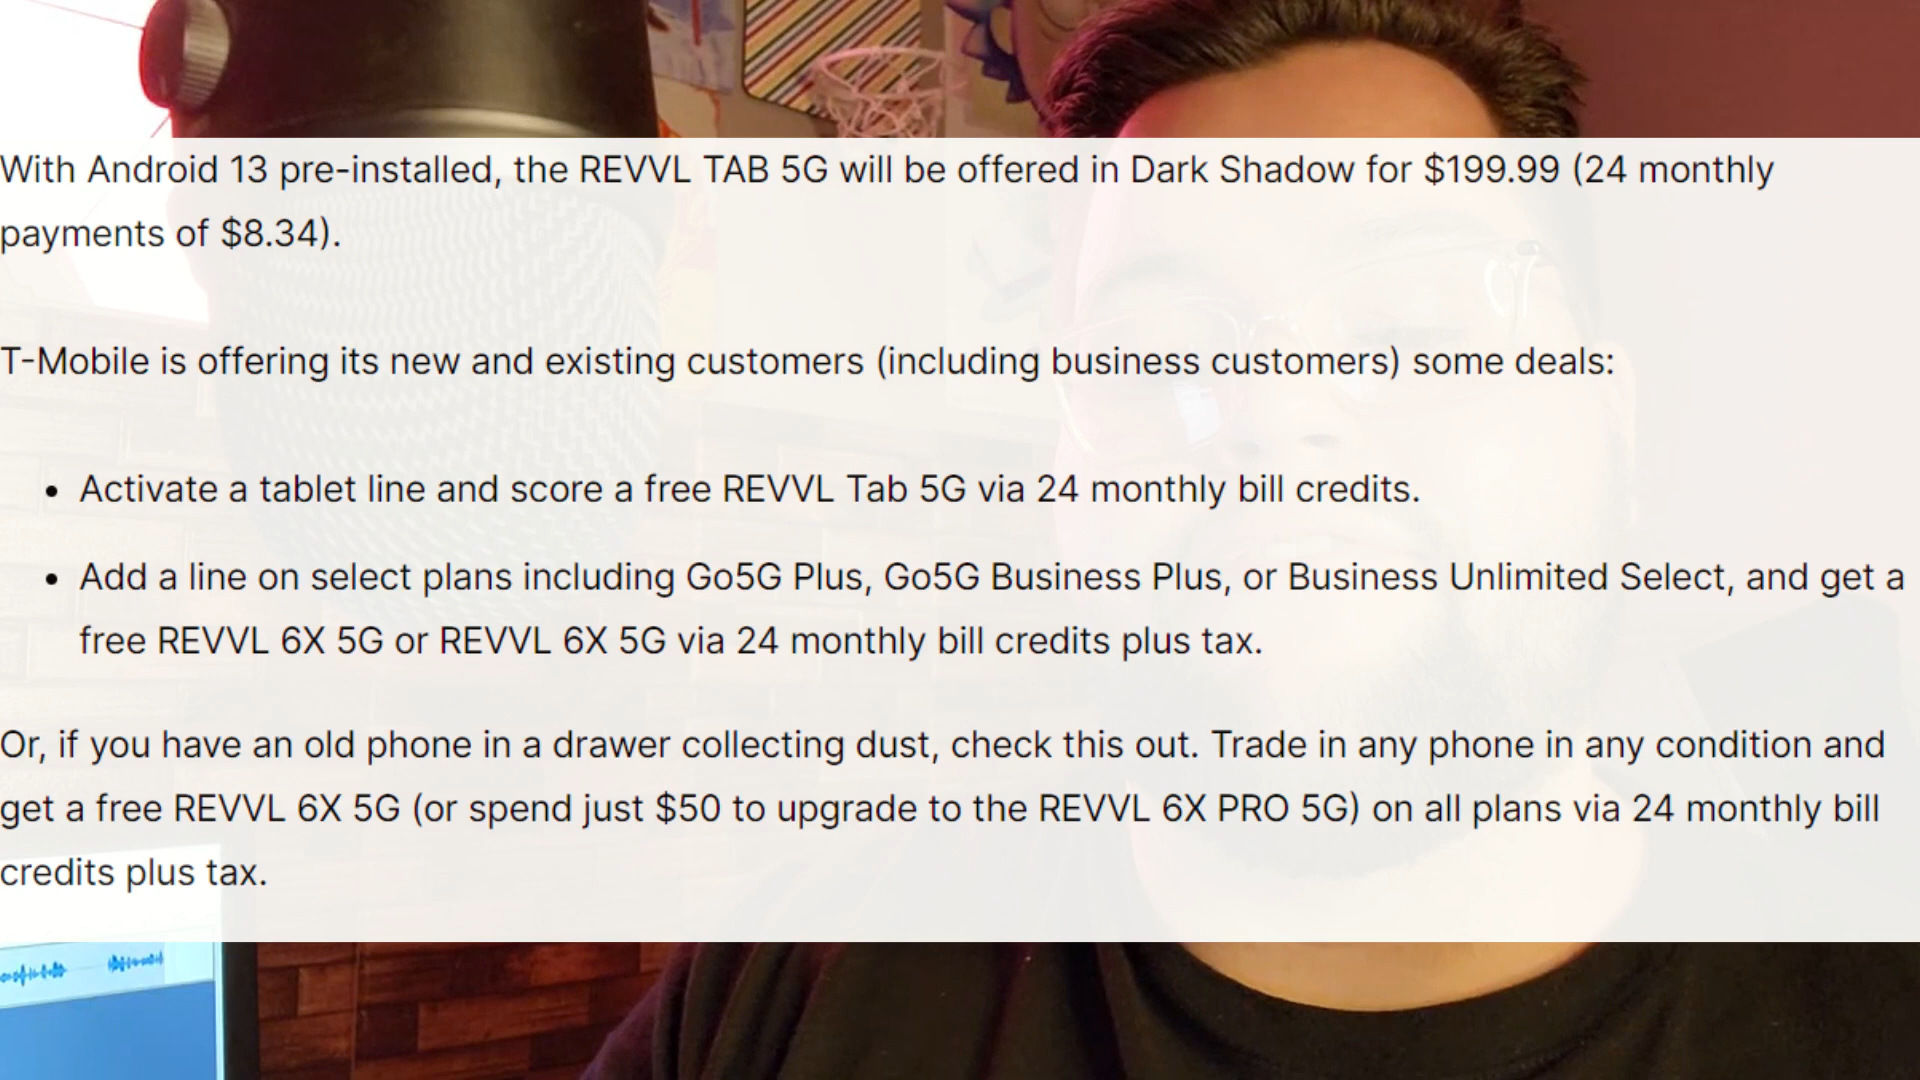 With Android 13 pre-installed, the REVVL TAB 5G will be offered in Dark Shadow for $199.99 (24 monthly
payments of $8.34).
T-Mobile is offering its new and existing customers (including business customers) some deals:
• Activate a tablet line and score a free REVVL Tab 5G via 24 monthly bill credits.
• Add a line on select plans including Go5G Plus, Go5G Business Plus, or Business Unlimited Select, and get a
free REVVL 6X 5G or REVVL 6X 5G via 24 monthly bill credits plus tax.
Or, if you have an old phone in a drawer collecting dust, check this out. Trade in any phone in any condition and
get a free REVVL 6X 5G (or spend just $50 to upgrade to the REVVL 6X PRO 5G) on all plans via 24 monthly bill
credits plus tax.